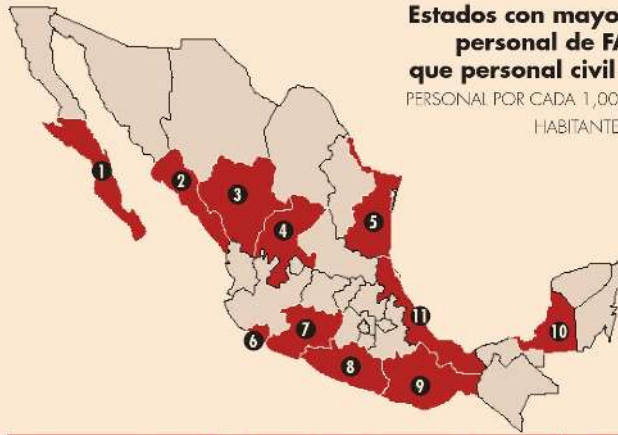 Estados con mayo
personal de FA
que personal civil
PERSONAL POR CADA 1,00
HABITANTE
1
2
3
4
5
6
7
8
9
10
11